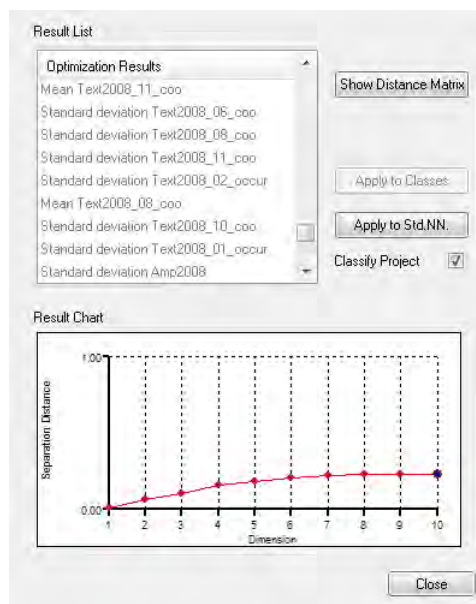 Result List
Optimization Results
Mean Text2008_11_coo
Standard deviation Text2008_06_coo
Standard deviation Text2008_08_coo
Standard deviation Text2008_11_coo
Standard deviation Text2008_02_occur
Mean Text2008_08_coo
Standard deviation Text2008_10_coo
Standard deviation Text2008_01_occur
Standard deviation Amp2008
Show Distance Matrix
Apply to Classes
Apply to Std.NN.
Classify Project
Result Chart
1.00
Separation Distance
0.00
1 2 3 4 5 6 7 8 9 10
Dimension
Close